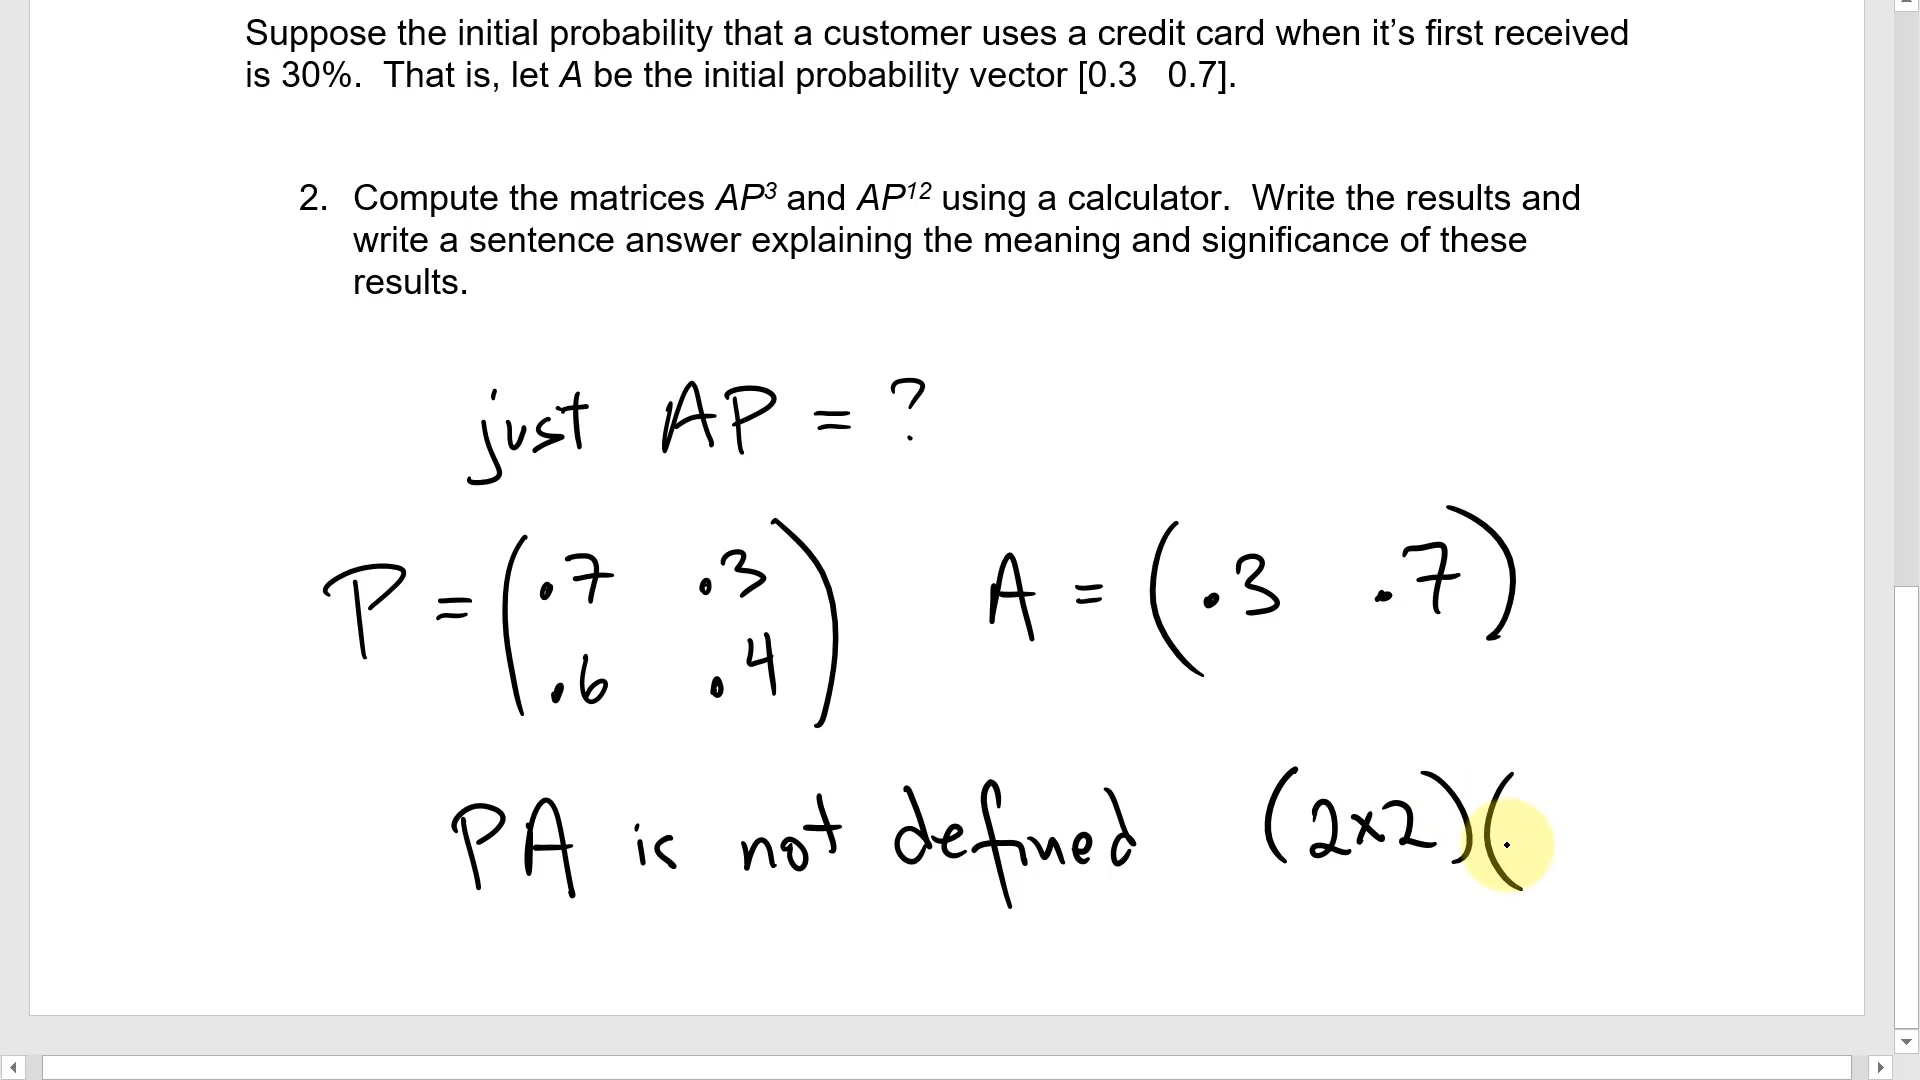 Suppose the initial probability that a customer uses a credit card when it’s first received
is 30%. That is, let A be the initial probability vector [0.3 0.7].
2. Compute the matrices AP³ and AP¹² using a calculator. Write the results and
write a sentence answer explaining the meaning and significance of these
results.
just AP = ?
P = (.7 .3
.6 .4)
A = (.3 .7)
PA is not defined (2×2)(